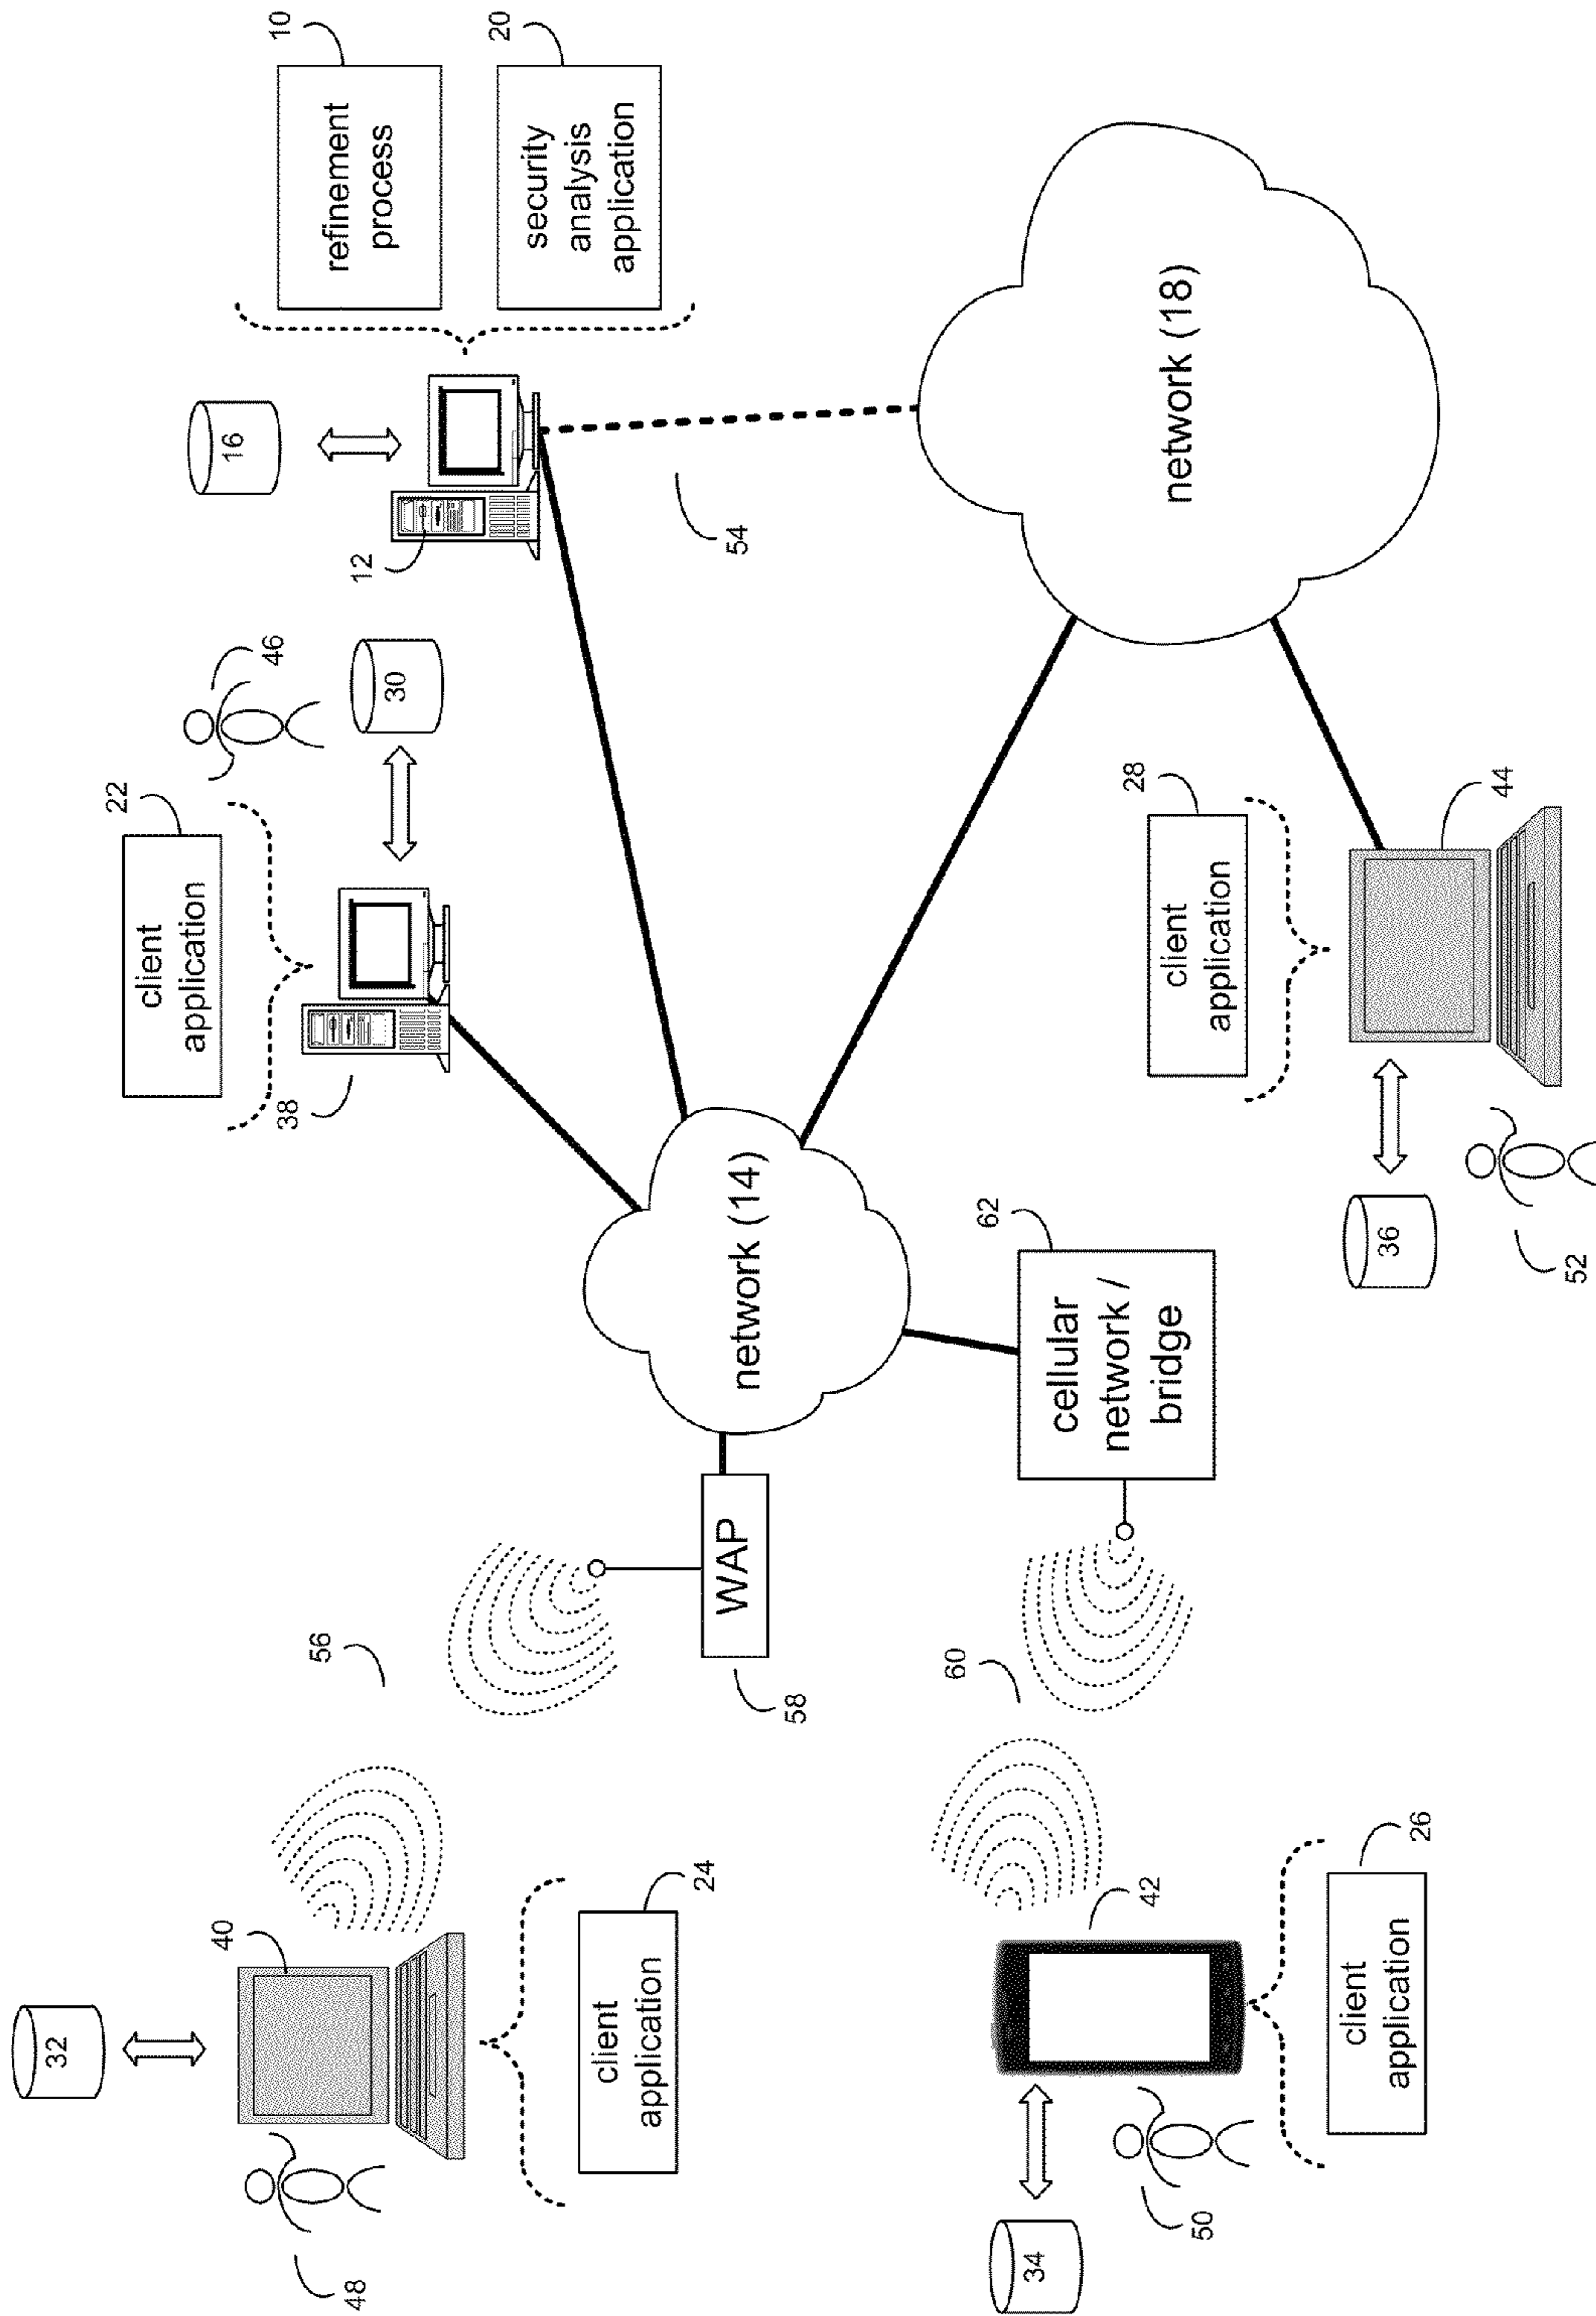 32
40
48
client
application
24
56
WAP
58
34
42
50
client
application
26
60
cellular
network /
bridge
62
network (14)
client
application
22
38
46
30
16
12
refinement
process
10
security
analysis
application
20
54
network (18)
client
application
28
44
36
52